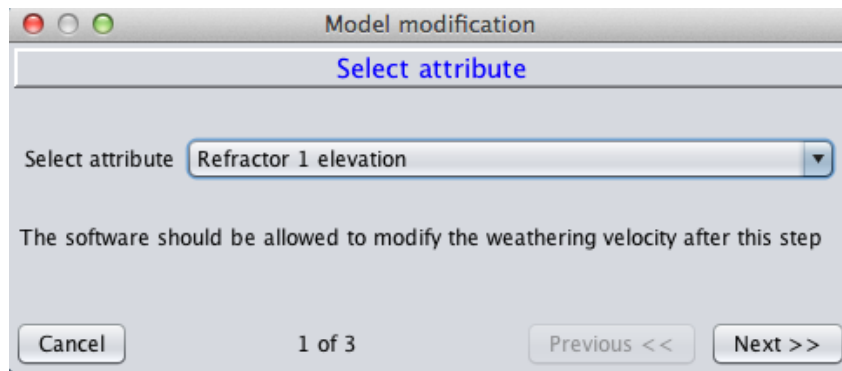 Model modification
Select attribute
Select attribute Refractor 1 elevation
The software should be allowed to modify the weathering velocity after this step
Cancel 1 of 3 Previous << Next >>